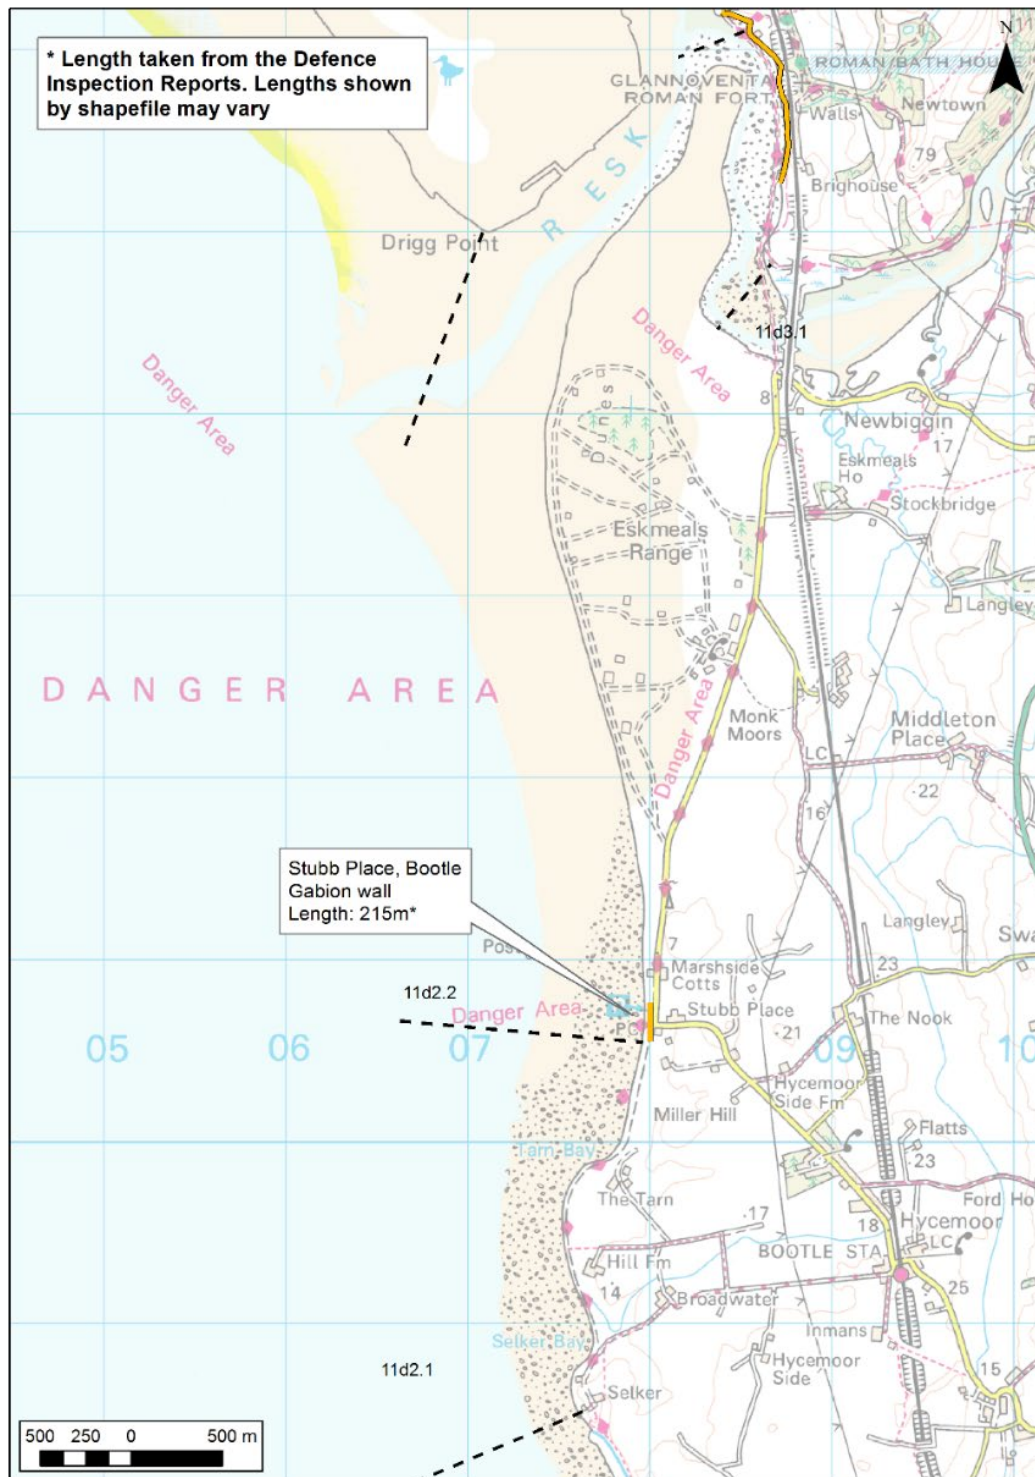 N
* Length taken from the Defence
Inspection Reports. Lengths shown
by shapefile may vary
GLANNOVENTA
ROMAN FORT
ROMAN BATH HOUSE
Walls
Newtown
79
Brighouse
R ESK
Drigg Point
Danger Area
Danger Area
11d3.1
8
Newbiggin
17
Dunes
Eskmeals
Ho
Stockbridge
Eskmeals
Range
Langley
DANGER AREA
Danger Area
Monk
Moors
Middleton
Place
LC
22
16
Stubb Place, Bootle
Gabion wall
Length: 215m*
Langley
7
Marshside
Cotts
23
11d2.2
Danger Area
PC
Stubb Place
21
The Nook
05
06
07
09
10
Hycemoor
Side Fm
Miller Hill
Flatts
23
Tarn Bay
The Tarn
17
Ford Ho
18
Hycemoor
LC
BOOTLE STA
Hill Fm
14
25
Broadwater
Inmans
Selker Bay
Hycemoor
Side
11d2.1
15
Selker
500 250 0 500 m